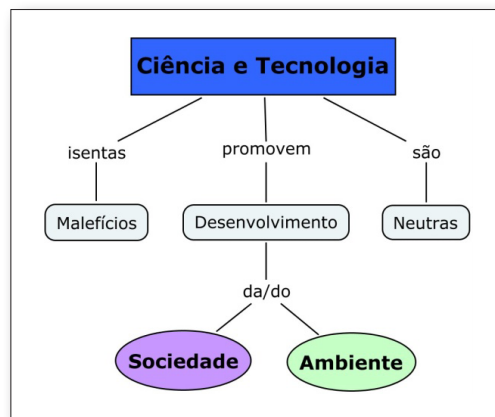 Ciência e Tecnologia
isentas
promovem
são
Malefícios
Desenvolvimento
Neutras
da/do
Sociedade
Ambiente